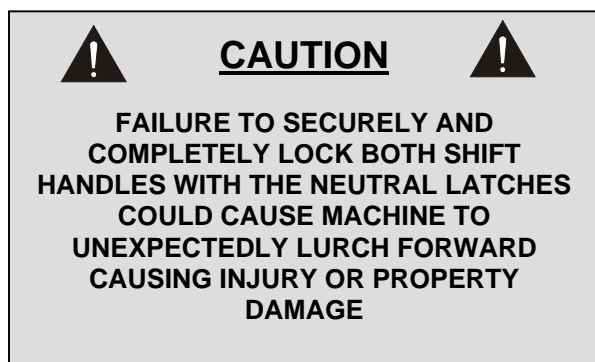 CAUTION
FAILURE TO SECURELY AND
COMPLETELY LOCK BOTH SHIFT
HANDLES WITH THE NEUTRAL LATCHES
COULD CAUSE MACHINE TO
UNEXPECTEDLY LURCH FORWARD
CAUSING INJURY OR PROPERTY
DAMAGE